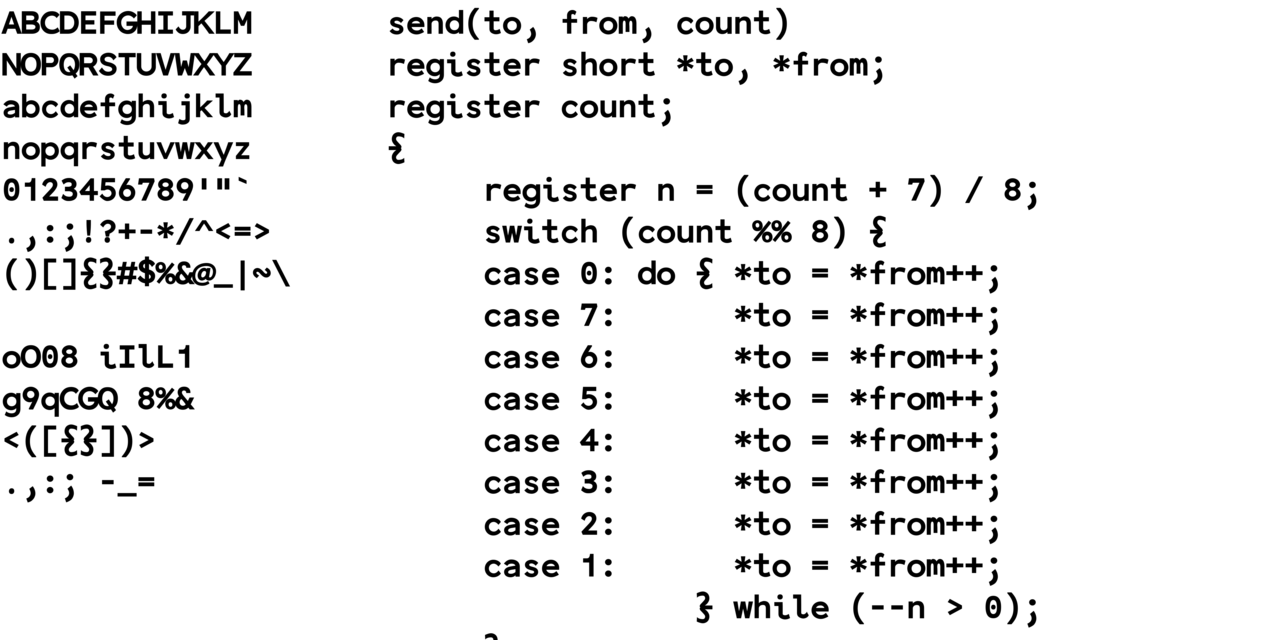 ABCDEFGHIJKLM
NOPQRSTUVWXYZ
abcdefghijklm
nopqrstuvwxyz
0123456789'"`
.,:;!?+-*/^<=>
()[]{}#$%&@_|~\
oO08 iIlL1
g9qCGQ 8%&
<([{}])>
.,:; -_=
send(to, from, count)
register short *to, *from;
register count;
{
    register n = (count + 7) / 8;
    switch (count %% 8) {
    case 0: do { *to = *from++;
    case 7:      *to = *from++;
    case 6:      *to = *from++;
    case 5:      *to = *from++;
    case 4:      *to = *from++;
    case 3:      *to = *from++;
    case 2:      *to = *from++;
    case 1:      *to = *from++;
               } while (--n > 0);